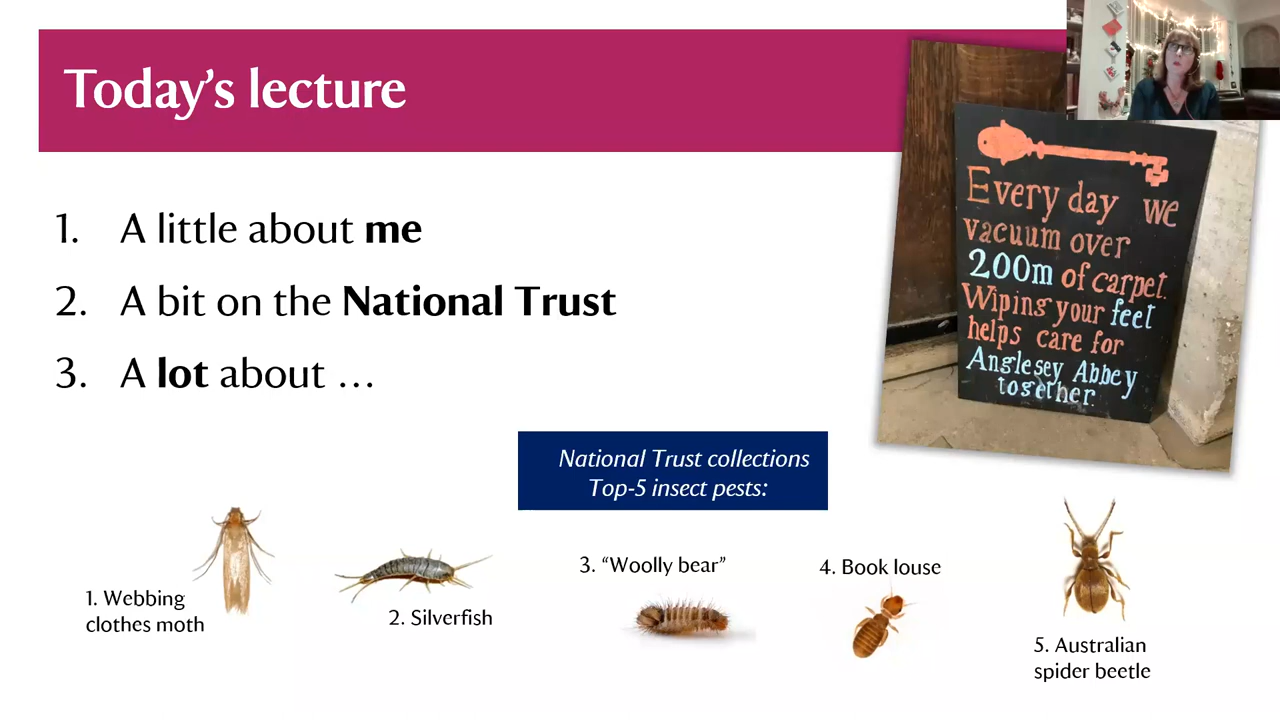 Today's lecture
1. A little about me
2. A bit on the National Trust
3. A lot about …
Every day we
vacuum over
200m of carpet.
Wiping your feet
helps care for
Anglesey Abbey
together.
National Trust collections
Top-5 insect pests:
1. Webbing
clothes moth
2. Silverfish
3. “Woolly bear”
4. Book louse
5. Australian
spider beetle